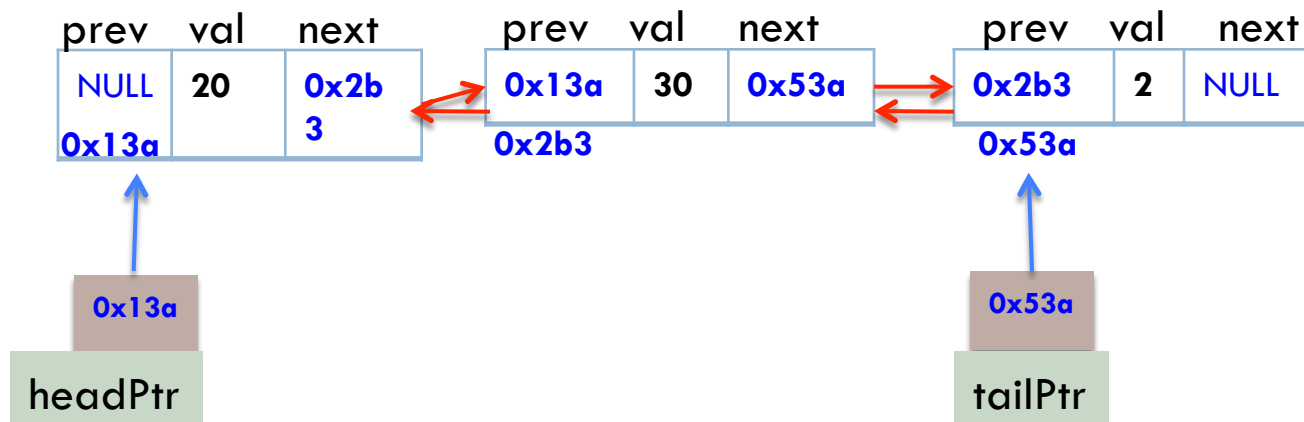 prev val next
prev val next
prev val next
NULL 20 0x2b
3
0x13a
0x13a 30 0x53a
0x2b3
0x2b3 2 NULL
0x53a
0x13a
headPtr
0x53a
tailPtr